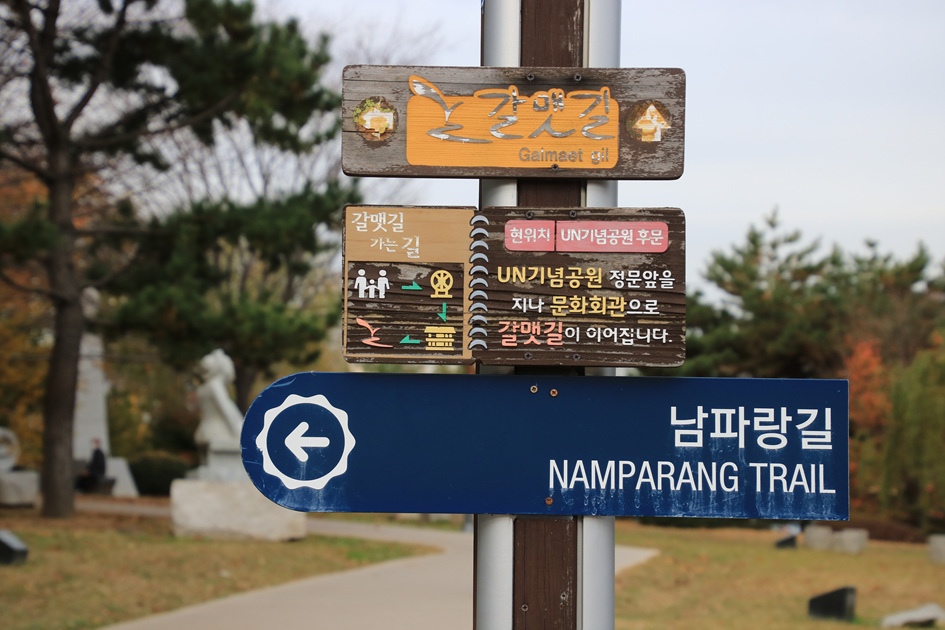 갈맷길
Galmaet gil
갈맷길
가는 길
현위치 UN기념공원 후문
UN기념공원 정문앞을
지나 문화회관으로
갈맷길이 이어집니다.
남파랑길
NAMPARANG TRAIL